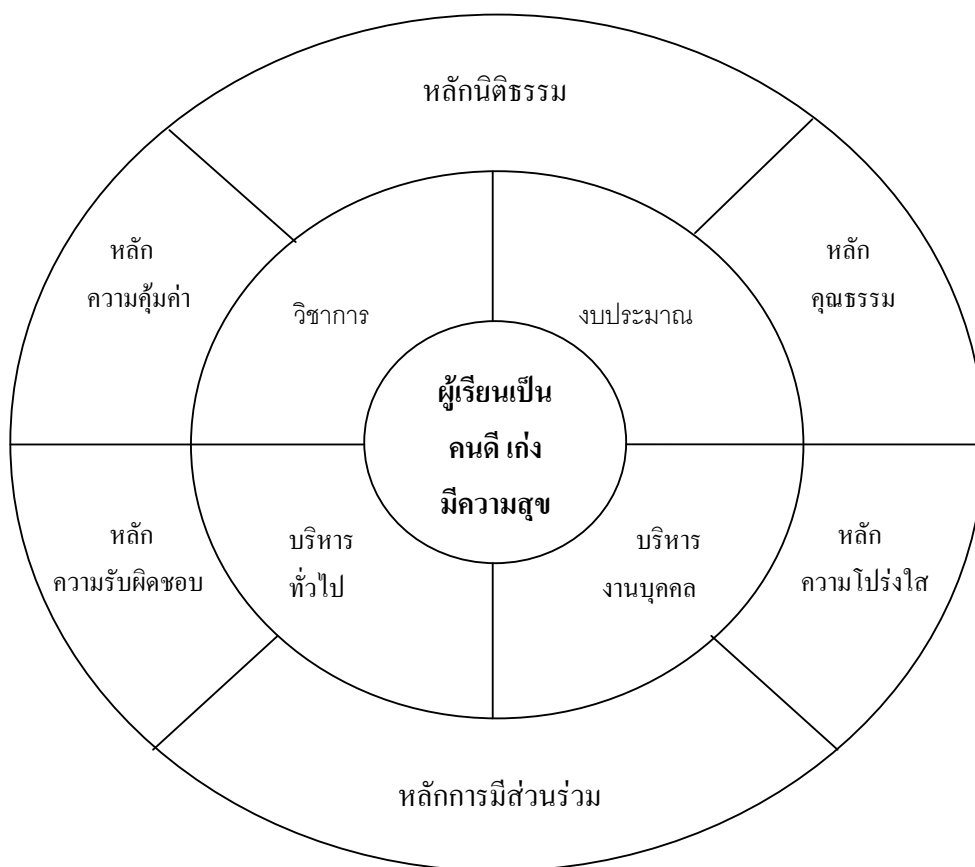 หลักนิติธรรม
หลัก
ความคุ้มค่า
หลัก
คุณธรรม
วิชาการ
งบประมาณ
ผู้เรียนเป็น
คนดี เก่ง
มีความสุข
หลัก
ความรับผิดชอบ
บริหาร
ทั่วไป
บริหาร
งานบุคคล
หลัก
ความโปร่งใส
หลักการมีส่วนร่วม